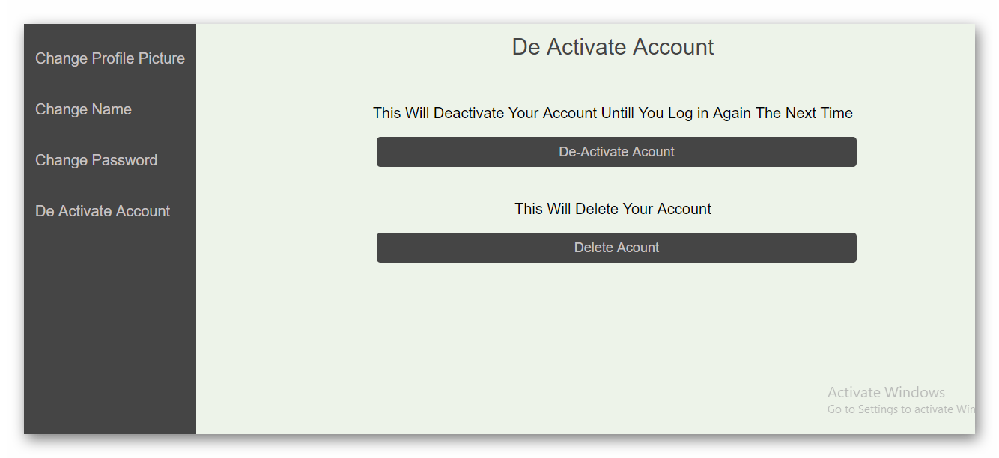 Change Profile Picture
Change Name
Change Password
De Activate Account
De Activate Account
This Will Deactivate Your Account Untill You Log in Again The Next Time
De-Activate Acount
This Will Delete Your Account
Delete Acount
Activate Windows
Go to Settings to activate Win